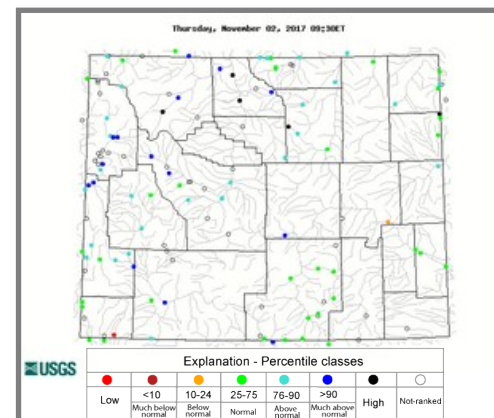 Thursday, November 02, 2017 09:30ET
USGS
Explanation - Percentile classes
<10 10-24 25-75 76-90 >90
Low Much below normal Below normal Normal Above normal Much above normal High Not-ranked